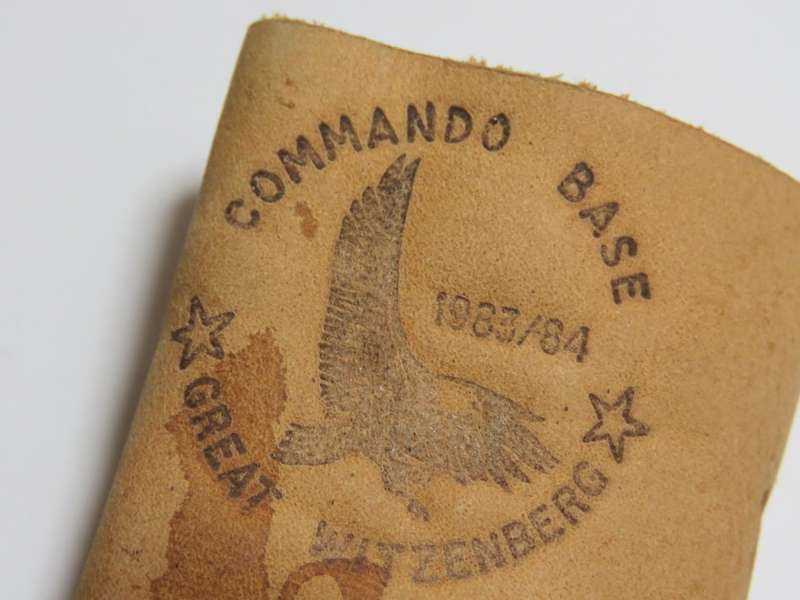 COMMANDO BASE
1983/84
GREAT WITZENBERG